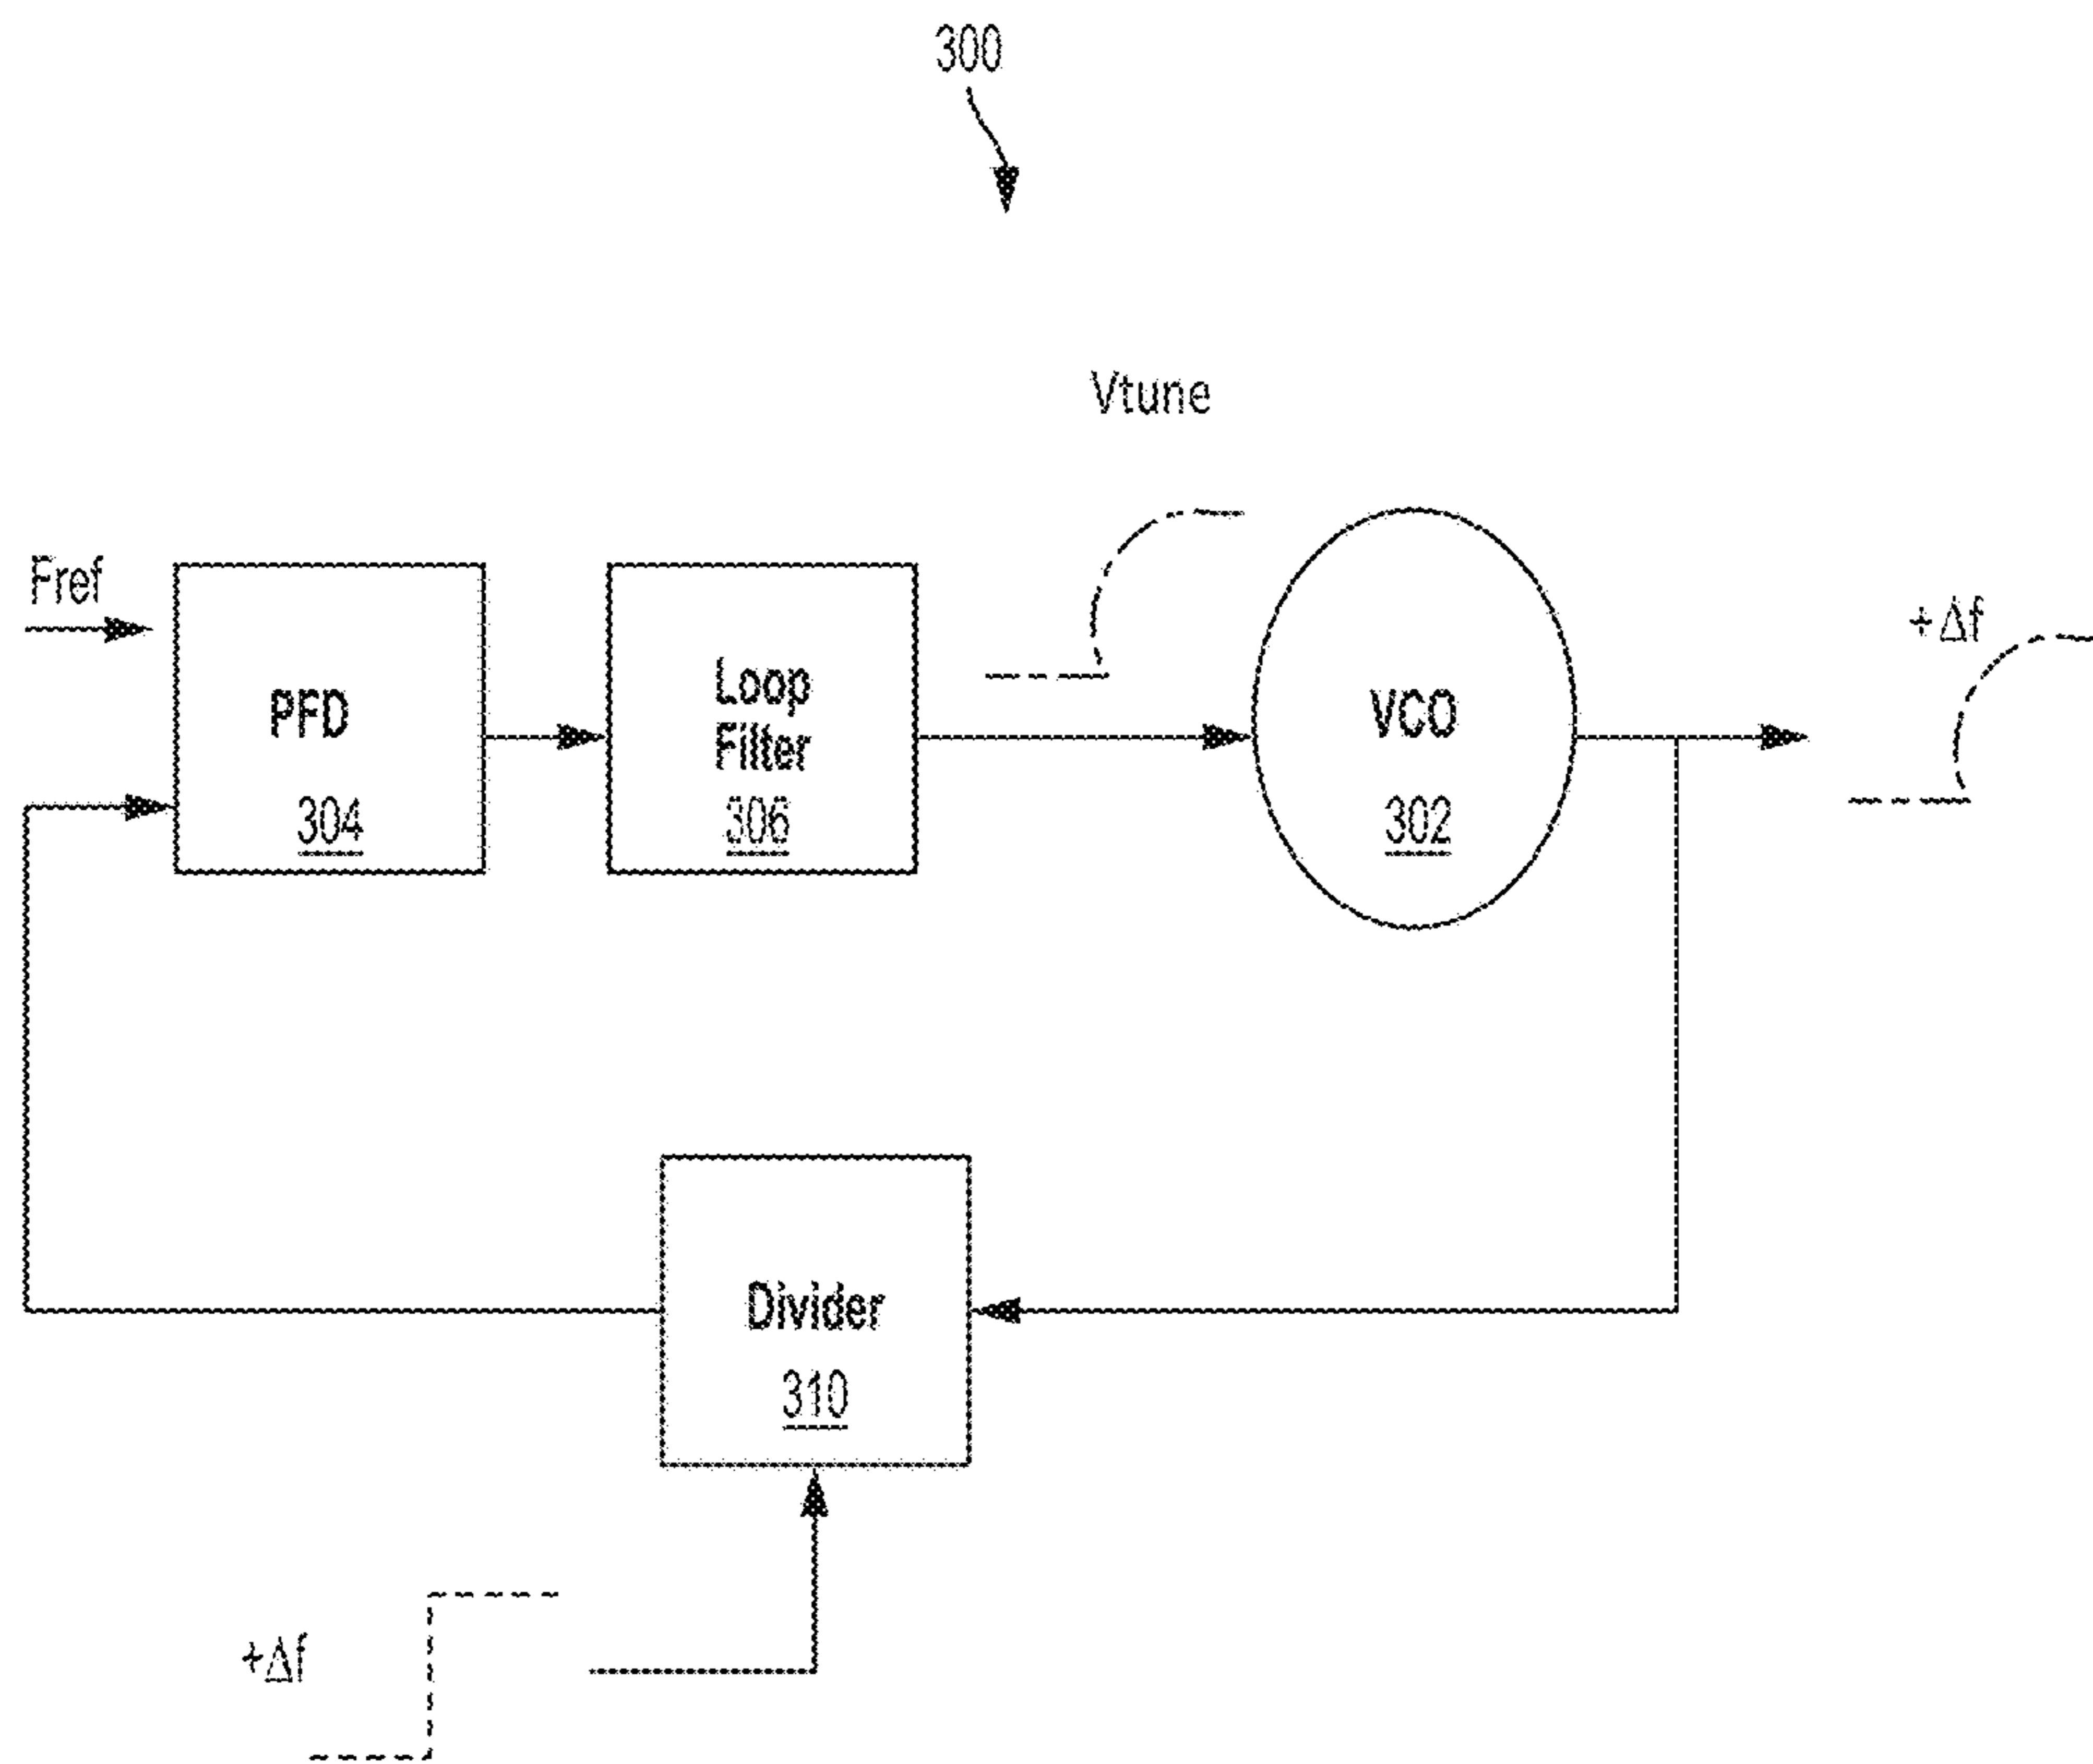 300
Vtune
Fref
+Δf
PFD
304
Loop
Filter
306
VCO
302
Divider
310
+Δf